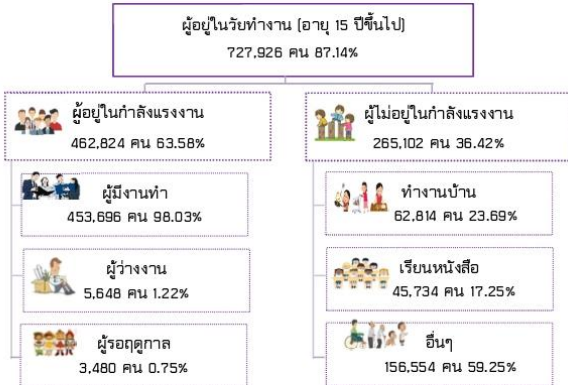 ผู้อยู่ในวัยทำงาน (อายุ 15 ปีขึ้นไป)
727,926 คน 87.14%
ผู้อยู่ในกำลังแรงงาน
462,824 คน 63.58%
ผู้มีงานทำ
453,696 คน 98.03%
ผู้ว่างงาน
5,648 คน 1.22%
ผู้รอฤดูกาล
3,480 คน 0.75%
ผู้ไม่อยู่ในกำลังแรงงาน
265,102 คน 36.42%
ทำงานบ้าน
62,814 คน 23.69%
เรียนหนังสือ
45,734 คน 17.25%
อื่นๆ
156,554 คน 59.25%